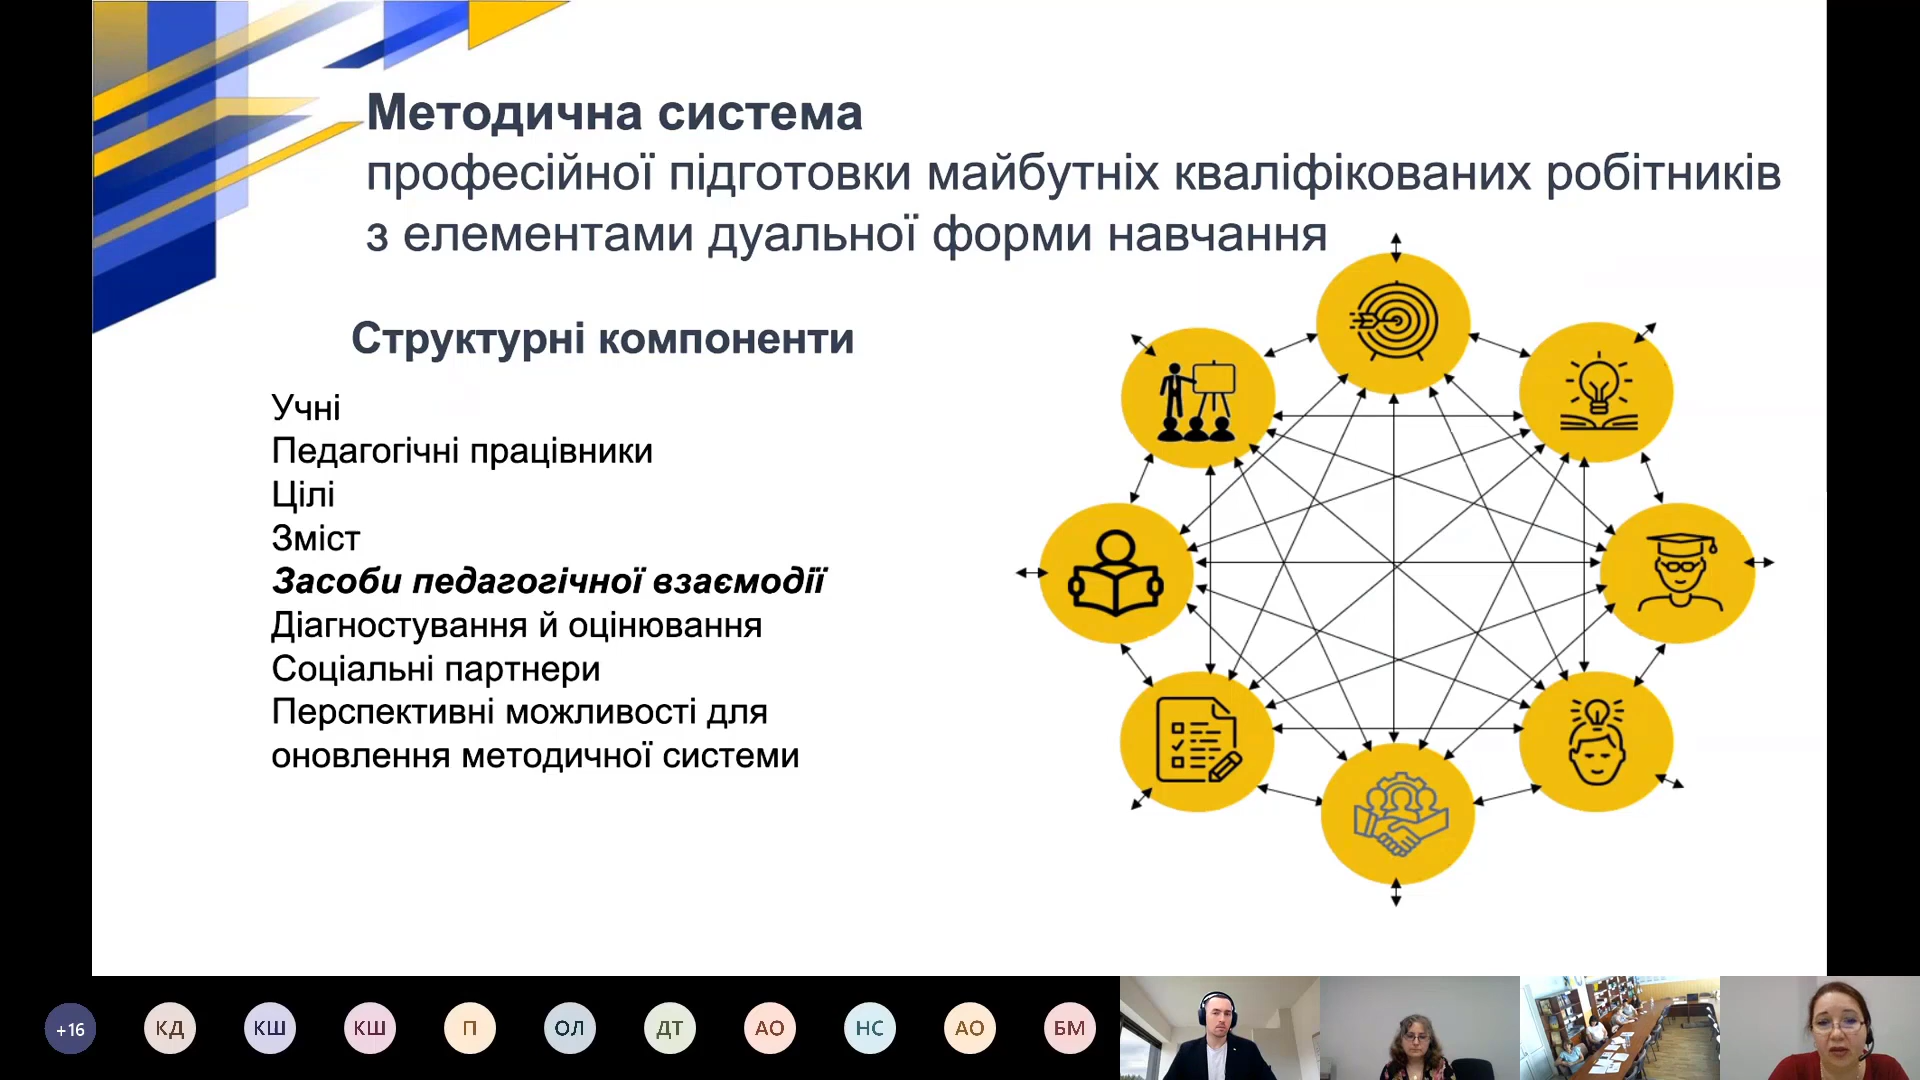 Методична система
професійної підготовки майбутніх кваліфікованих робітників
з елементами дуальної форми навчання
Структурні компоненти
Учні
Педагогічні працівники
Цілі
Зміст
Засоби педагогічної взаємодії
Діагностування й оцінювання
Соціальні партнери
Перспективні можливості для
оновлення методичної системи
+16
КД
КШ
КШ
П
ОЛ
ДТ
АО
НС
АО
БМ